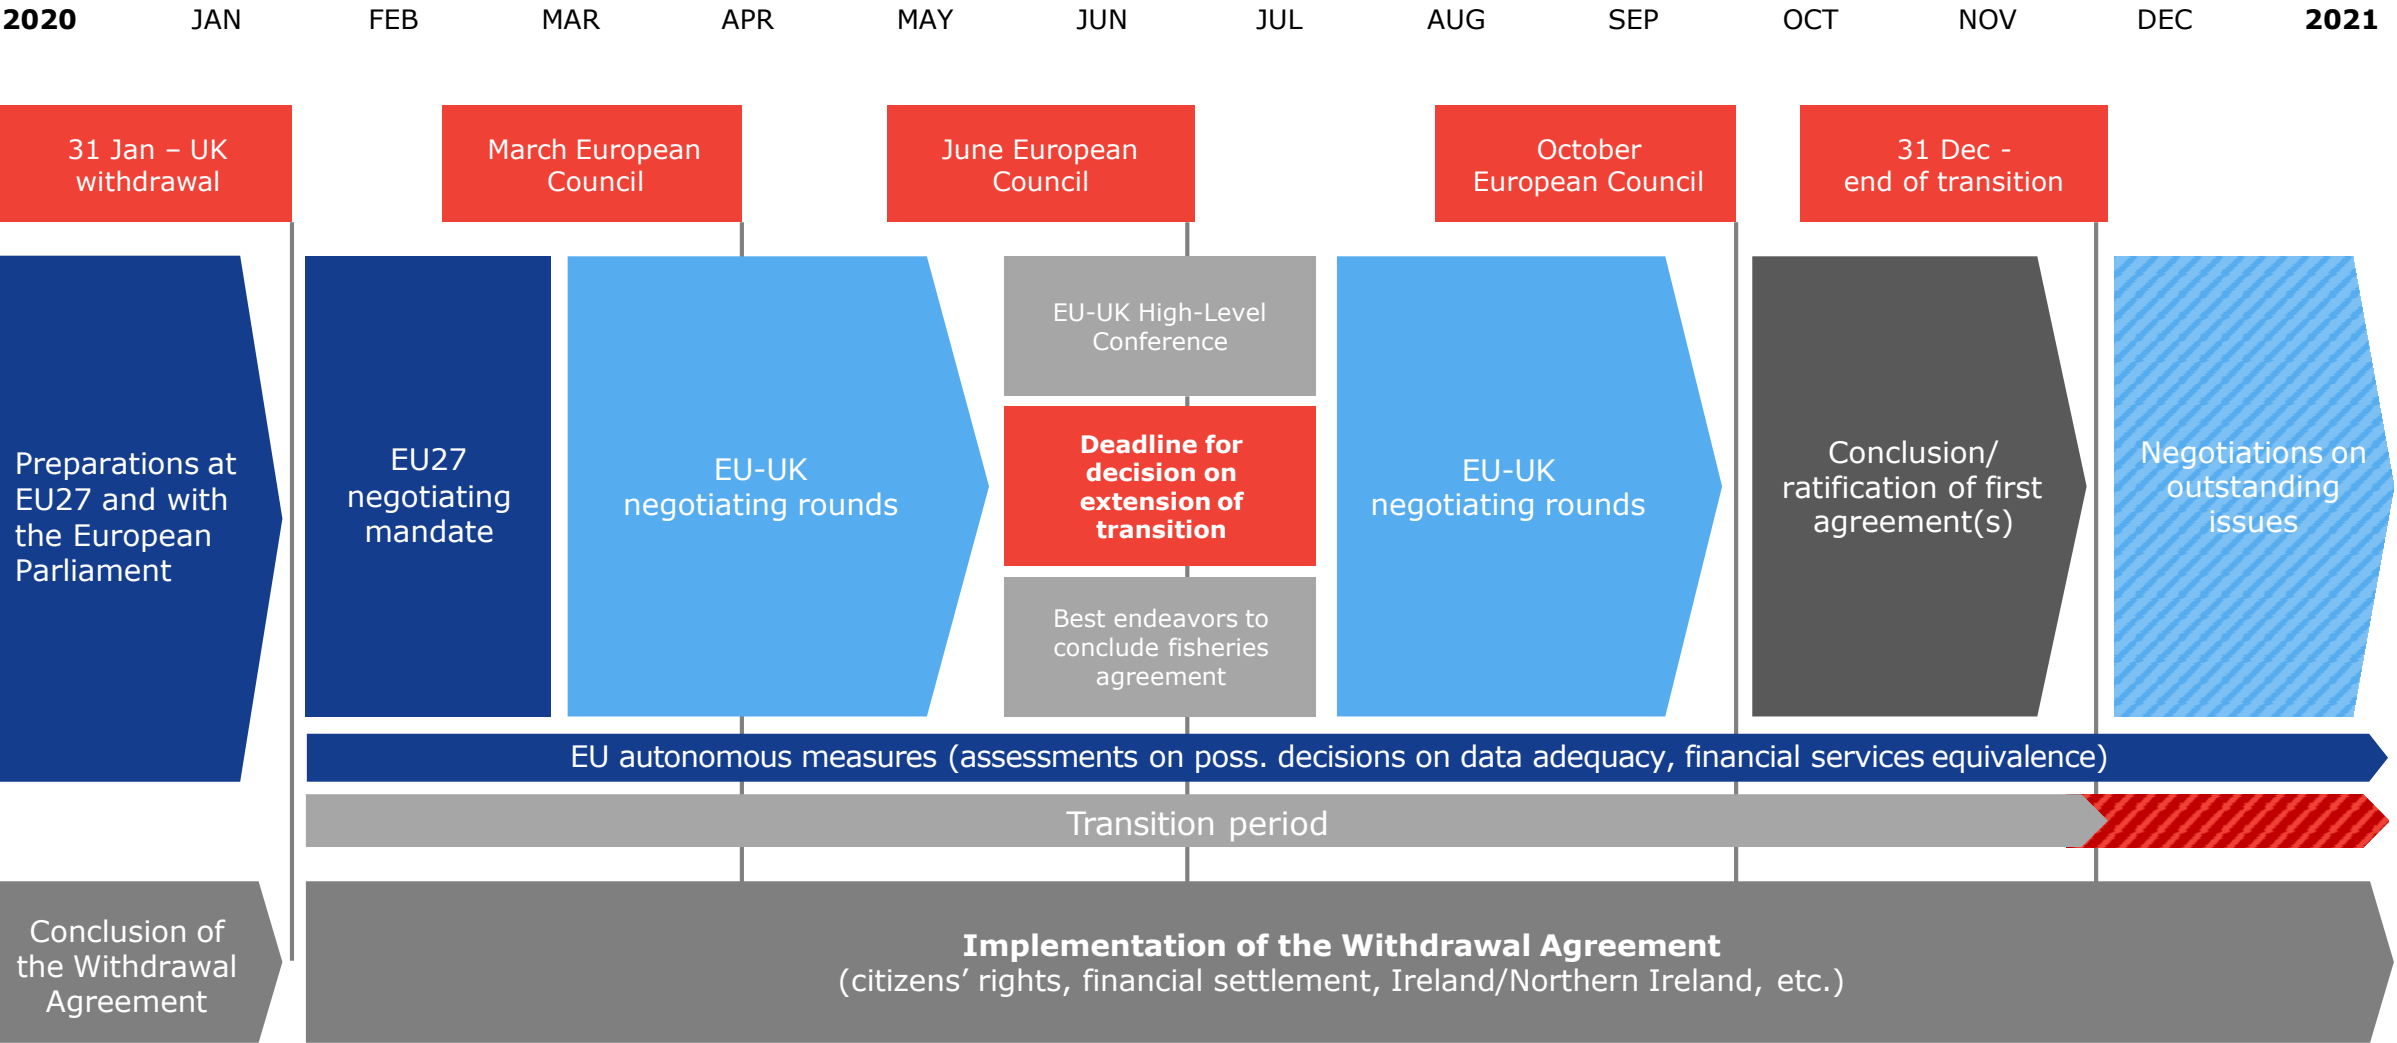 2020 JAN FEB MAR APR MAY JUN JUL AUG SEP OCT NOV DEC 2021
31 Jan – UK
withdrawal
March European
Council
June European
Council
October
European Council
31 Dec -
end of transition
Preparations at
EU27 and with
the European
Parliament
EU27
negotiating
mandate
EU-UK
negotiating rounds
EU-UK High-Level
Conference
Deadline for
decision on
extension of
transition
Best endeavors to
conclude fisheries
agreement
EU-UK
negotiating rounds
Conclusion/
ratification of first
agreement(s)
Negotiations on
outstanding
issues
EU autonomous measures (assessments on poss. decisions on data adequacy, financial services equivalence)
Transition period
Conclusion of
the Withdrawal
Agreement
Implementation of the Withdrawal Agreement
(citizens’ rights, financial settlement, Ireland/Northern Ireland, etc.)